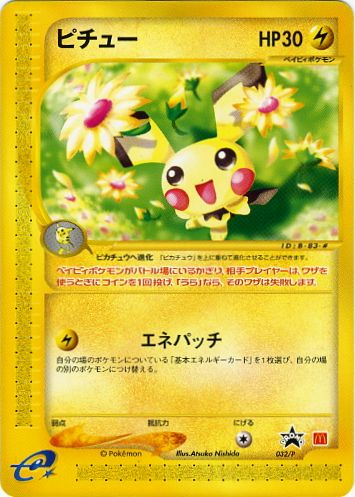 ピチュー HP30
ベイビィポケモン
ID:B-83-#
ピカチュウへ進化 「ピカチュウ」を上に重ねて進化させることができます。
ベイビィポケモンがバトル場にいるかぎり、相手プレイヤーは、ワザを
使うときにコインを1回投げ、「うら」なら、そのワザは失敗します。
エネパッチ
自分の場のポケモンについている「基本エネルギーカード」を1枚選び、自分の場
の別のポケモンにつけ替える。
弱点 抵抗力 にげる
© Pokémon Illus.Atsuko Nishida 032/P
e